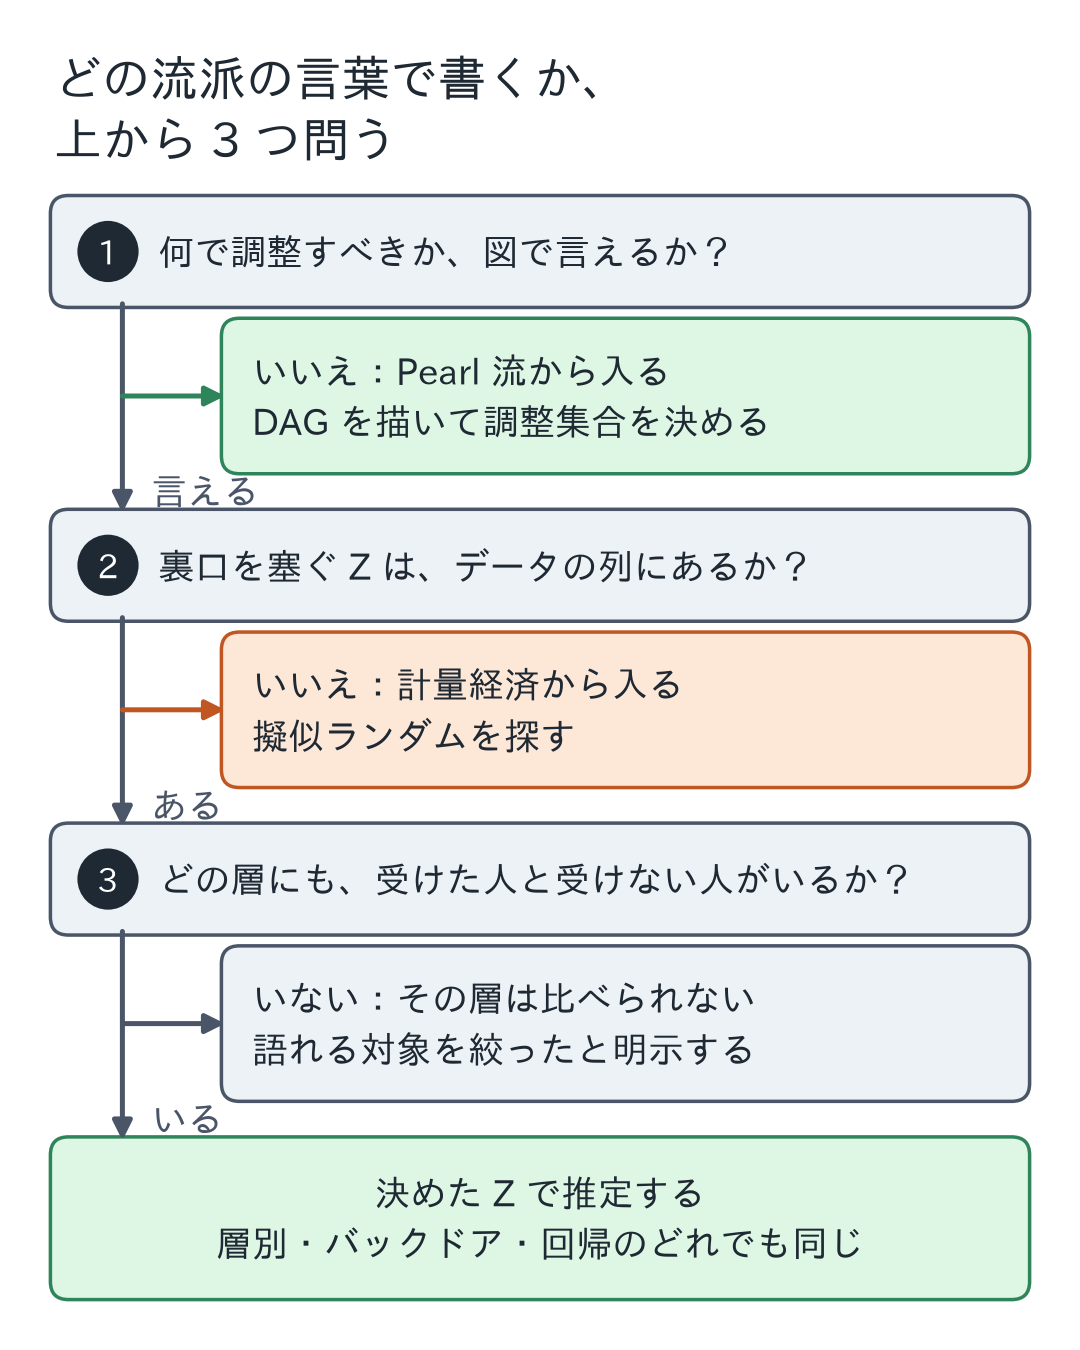 どの流派の言葉で書くか、
上から 3 つ問う
1 何で調整すべきか、図で言えるか？
いいえ：Pearl 流から入る
DAG を描いて調整集合を決める
言える
2 裏口を塞ぐ Z は、データの列にあるか？
いいえ：計量経済から入る
擬似ランダムを探す
ある
3 どの層にも、受けた人と受けない人がいるか？
いない：その層は比べられない
語れる対象を絞ったと明示する
いる
決めた Z で推定する
層別・バックドア・回帰のどれでも同じ